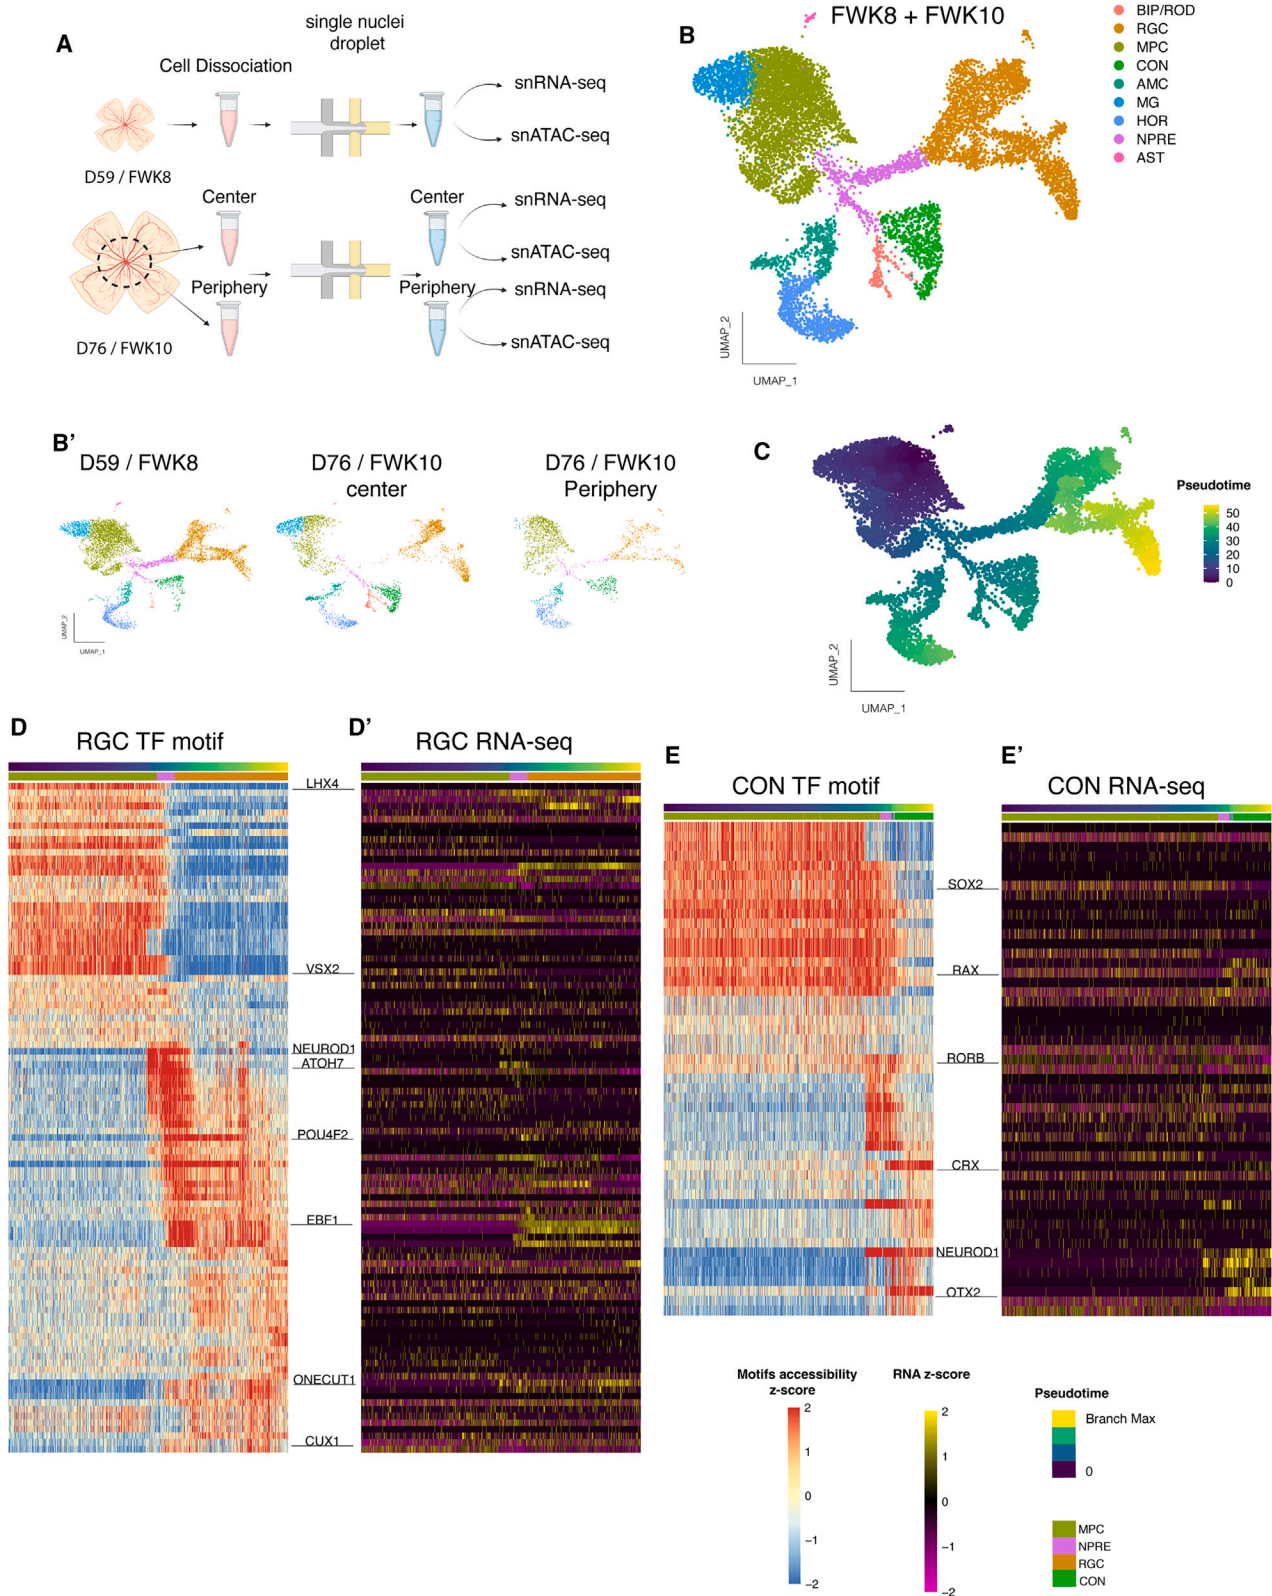 A
single nuclei
droplet
Cell Dissociation
snRNA-seq
snATAC-seq
D59 / FWK8
Center
Center
snRNA-seq
snATAC-seq
Periphery
Periphery
snRNA-seq
snATAC-seq
D76 / FWK10
B
FWK8 + FWK10
BIP/ROD
RGC
MPC
CON
AMC
MG
HOR
NPRE
AST
UMAP_2
UMAP_1
B’
D59 / FWK8
D76 / FWK10
center
D76 / FWK10
Periphery
UMAP_2
UMAP_1
C
Pseudotime
50
40
30
20
10
0
UMAP_2
UMAP_1
D
RGC TF motif
D’
RGC RNA-seq
LHX4
VSX2
NEUROD1
ATOH7
POU4F2
EBF1
ONECUT1
CUX1
E
CON TF motif
E’
CON RNA-seq
SOX2
RAX
RORB
CRX
NEUROD1
OTX2
Motifs accessibility
z-score
2
1
0
−1
−2
RNA z-score
2
1
0
−1
−2
Pseudotime
Branch Max
0
MPC
NPRE
RGC
CON